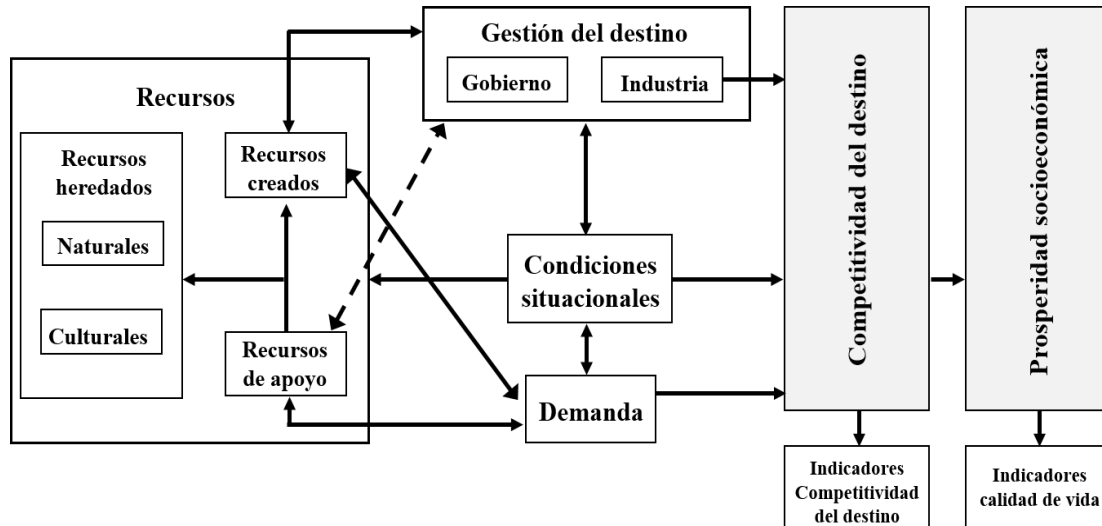 Gestión del destino
Gobierno
Industria
Recursos
Recursos
heredados
Naturales
Culturales
Recursos
creados
Recursos
de apoyo
Condiciones
situacionales
Demanda
Competitividad del destino
Prosperidad socioeconómica
Indicadores
Competitividad
del destino
Indicadores
calidad de vida